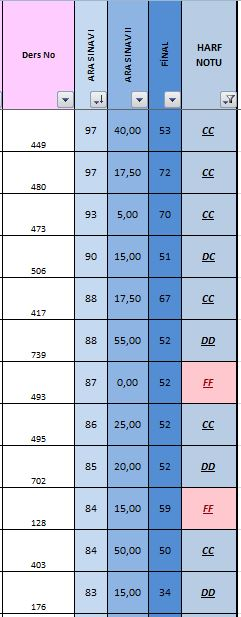 Ders No ARA SINAV I ARA SINAV II FİNAL HARF NOTU
449 97 40,00 53 CC
480 97 17,50 72 CC
473 93 5,00 70 CC
506 90 15,00 51 DC
417 88 17,50 67 CC
739 88 55,00 52 DD
493 87 0,00 52 FF
495 86 25,00 52 CC
702 85 20,00 52 DD
128 84 15,00 59 FF
403 84 50,00 50 CC
176 83 15,00 34 DD